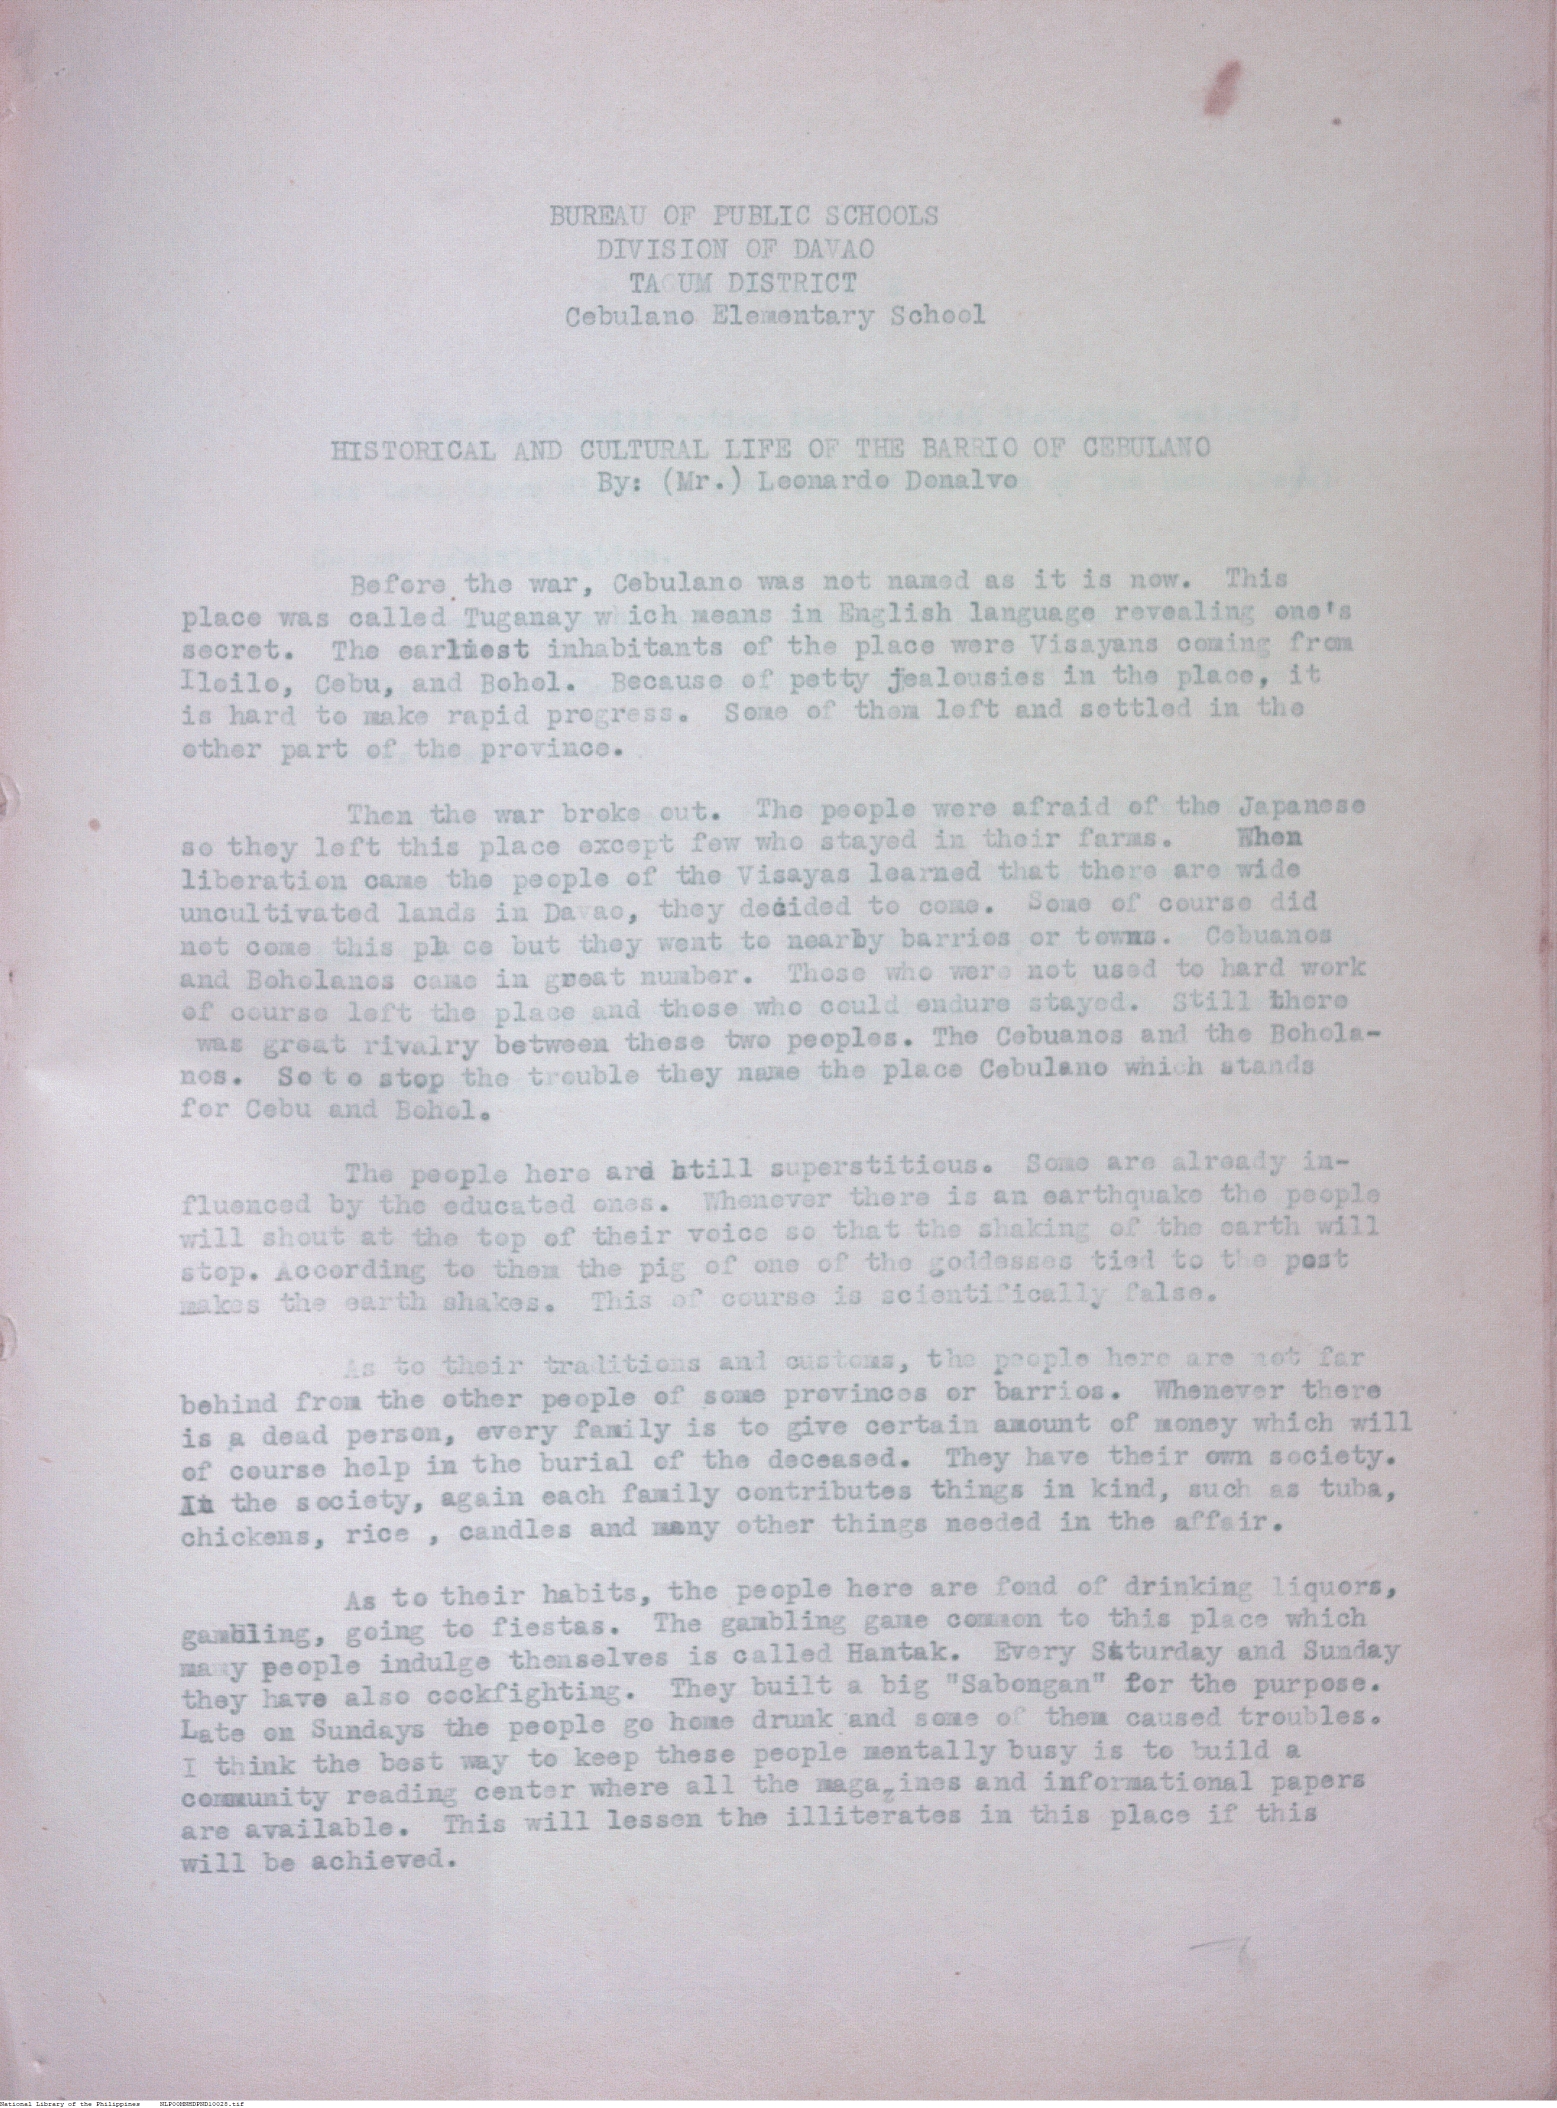 BUREAU OF PUBLIC SCHOOLS
DIVISION OF DAVAO
TAGUM DISTRICT
Cebulano Elementary School
HISTORICAL AND CULTURAL LIFE OF THE BARRIO OF CEBULANO
By: (Mr.) Leonardo Donalvo
Before the war, Cebulano was not named as it is now. This
place was called Tuganay which means in English language revealing one's
secret. The earliest inhabitants of the place were Visayans coming from
Iloilo, Cebu, and Bohol. Because of petty jealousies in the place, it
is hard to make rapid progress. Some of them left and settled in the
other part of the province.
Then the war broke out. The people were afraid of the Japanese
so they left this place except few who stayed in their farms. When
liberation came the people of the Visayas learned that there are wide
uncultivated lands in Davao, they decided to come. Some of course did
not come this place but they went to nearby barrios or towns. Cebuanos
and Boholanos came in great number. Those who were not used to hard work
of course left the place and those who could endure stayed. Still there
was great rivalry between these two peoples. The Cebuanos and the Bohola-
nos. So to stop the trouble they name the place Cebulano which stands
for Cebu and Bohol.
The people here are still superstitious. Some are already in-
fluenced by the educated ones. Whenever there is an earthquake the people
will shout at the top of their voice so that the shaking of the earth will
stop. According to them the pig of one of the goddesses tied to the post
makes the earth shakes. This of course is scientifically false.
As to their traditions and customs, the people here are not far
behind from the other people of some provinces or barrios. Whenever there
is a dead person, every family is to give certain amount of money which will
of course help in the burial of the deceased. They have their own society.
In the society, again each family contributes things in kind, such as tuba,
chickens, rice , candles and many other things needed in the affair.
As to their habits, the people here are fond of drinking liquors,
gambling, going to fiestas. The gambling game common to this place which
many people indulge themselves is called Hantak. Every Saturday and Sunday
they have also cockfighting. They built a big "Sabongan" for the purpose.
Late on Sundays the people go home drunk and some of them caused troubles.
I think the best way to keep these people mentally busy is to build a
community reading center where all the magazines and informational papers
are available. This will lessen the illiterates in this place if this
will be achieved.
National Library of the Philippines NLPOOMNHDPND10028.tif